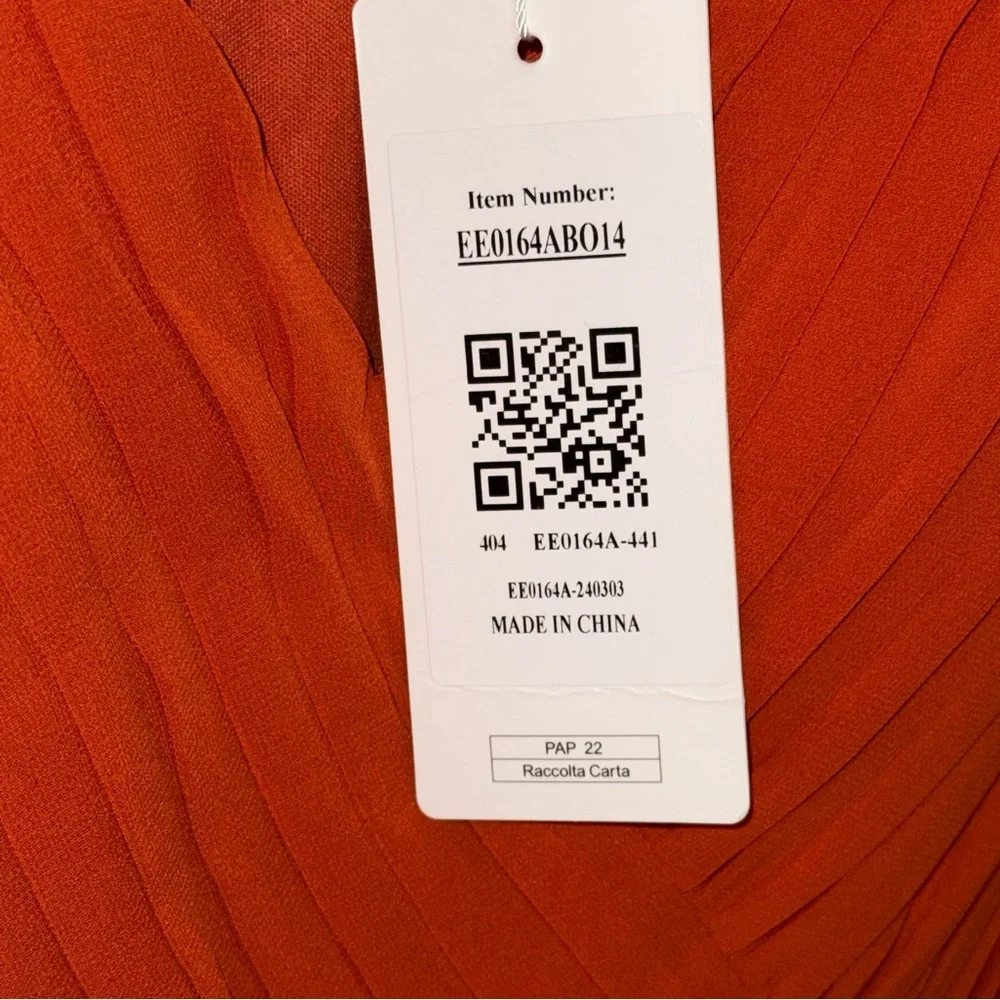 Item Number:
EE0164ABO14
404 EE0164A-441
EE0164A-240303
MADE IN CHINA
PAP 22
Raccolta Carta